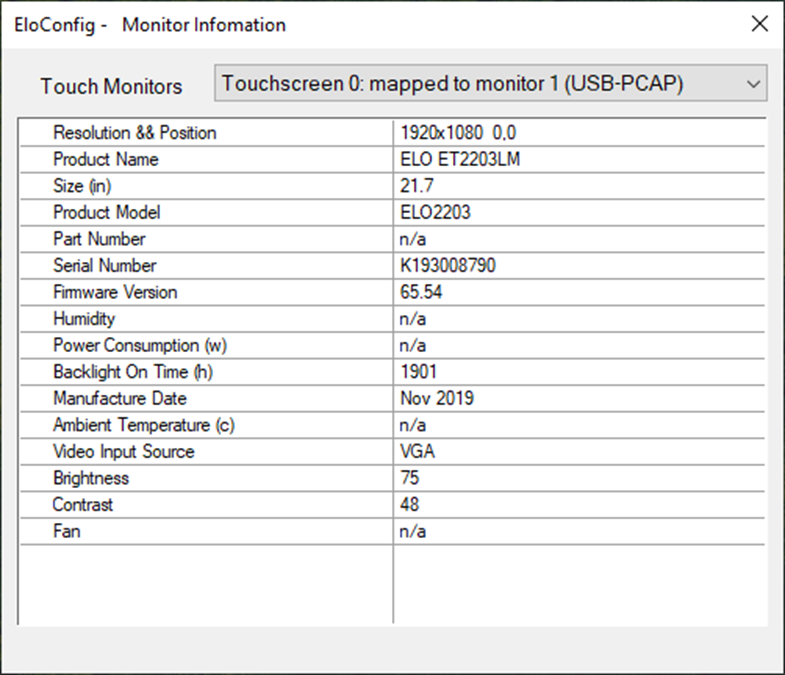 EloConfig - Monitor Infomation
Touch Monitors Touchscreen 0: mapped to monitor 1 (USB-PCAP)
Resolution && Position 1920x1080 0,0
Product Name ELO ET2203LM
Size (in) 21.7
Product Model ELO2203
Part Number n/a
Serial Number K193008790
Firmware Version 65.54
Humidity n/a
Power Consumption (w) n/a
Backlight On Time (h) 1901
Manufacture Date Nov 2019
Ambient Temperature (c) n/a
Video Input Source VGA
Brightness 75
Contrast 48
Fan n/a